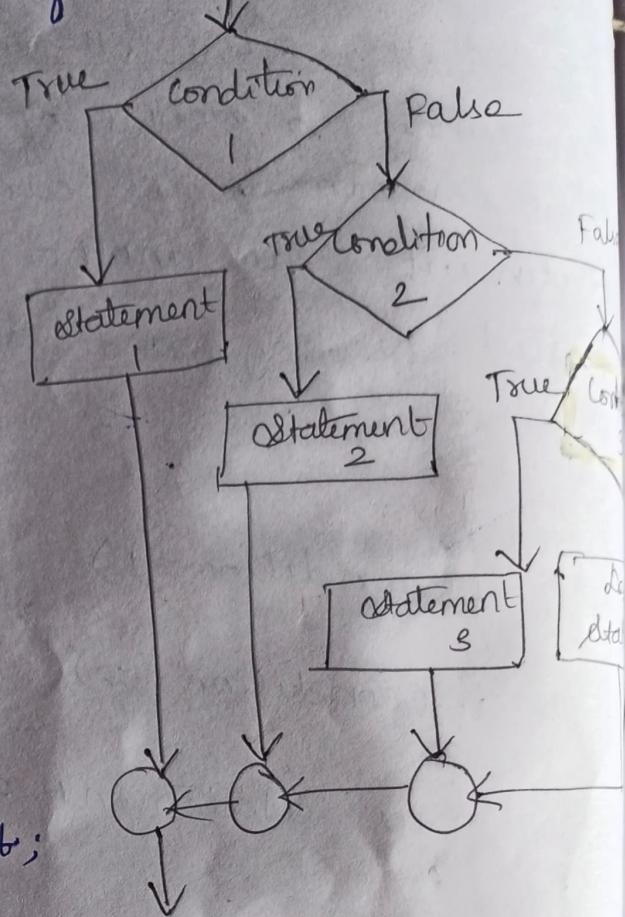 True
Condition
1
False
True
Condition
2
Statement
1
True
Statement
2
Statement
3